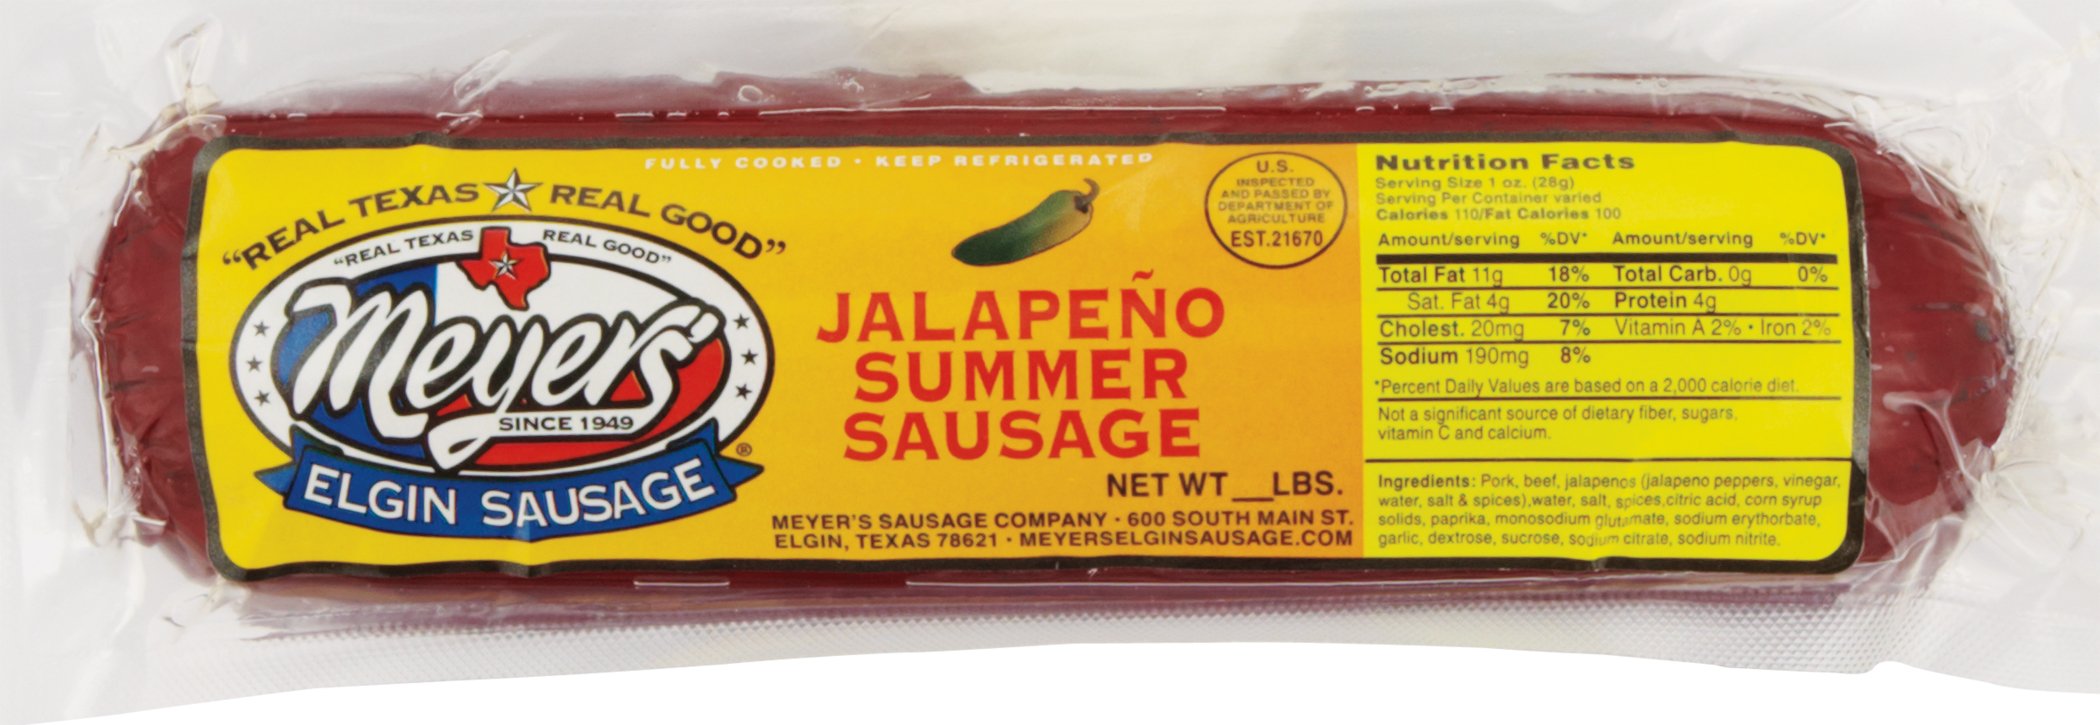 FULLY COOKED • KEEP REFRIGERATED
"REAL TEXAS REAL GOOD"
"REAL TEXAS REAL GOOD"
Meyers'
SINCE 1949
ELGIN SAUSAGE
®
JALAPEÑO
SUMMER
SAUSAGE
NET WT__LBS.
MEYER'S SAUSAGE COMPANY • 600 SOUTH MAIN ST.
ELGIN, TEXAS 78621 • MEYERSELGINSAUSAGE.COM
U.S.
INSPECTED
AND PASSED BY
DEPARTMENT OF
AGRICULTURE
EST.21670
Nutrition Facts
Serving Size 1 oz. (28g)
Serving Per Container varied
Calories 110/Fat Calories 100
Amount/serving %DV* Amount/serving %DV*
Total Fat 11g 18% Total Carb. 0g 0%
Sat. Fat 4g 20% Protein 4g
Cholest. 20mg 7% Vitamin A 2% • Iron 2%
Sodium 190mg 8%
*Percent Daily Values are based on a 2,000 calorie diet.
Not a significant source of dietary fiber, sugars,
vitamin C and calcium.
Ingredients: Pork, beef, jalapenos (jalapeno peppers, vinegar,
water, salt & spices),water, salt, spices,citric acid, corn syrup
solids, paprika, monosodium glutamate, sodium erythorbate,
garlic, dextrose, sucrose, sodium citrate, sodium nitrite.